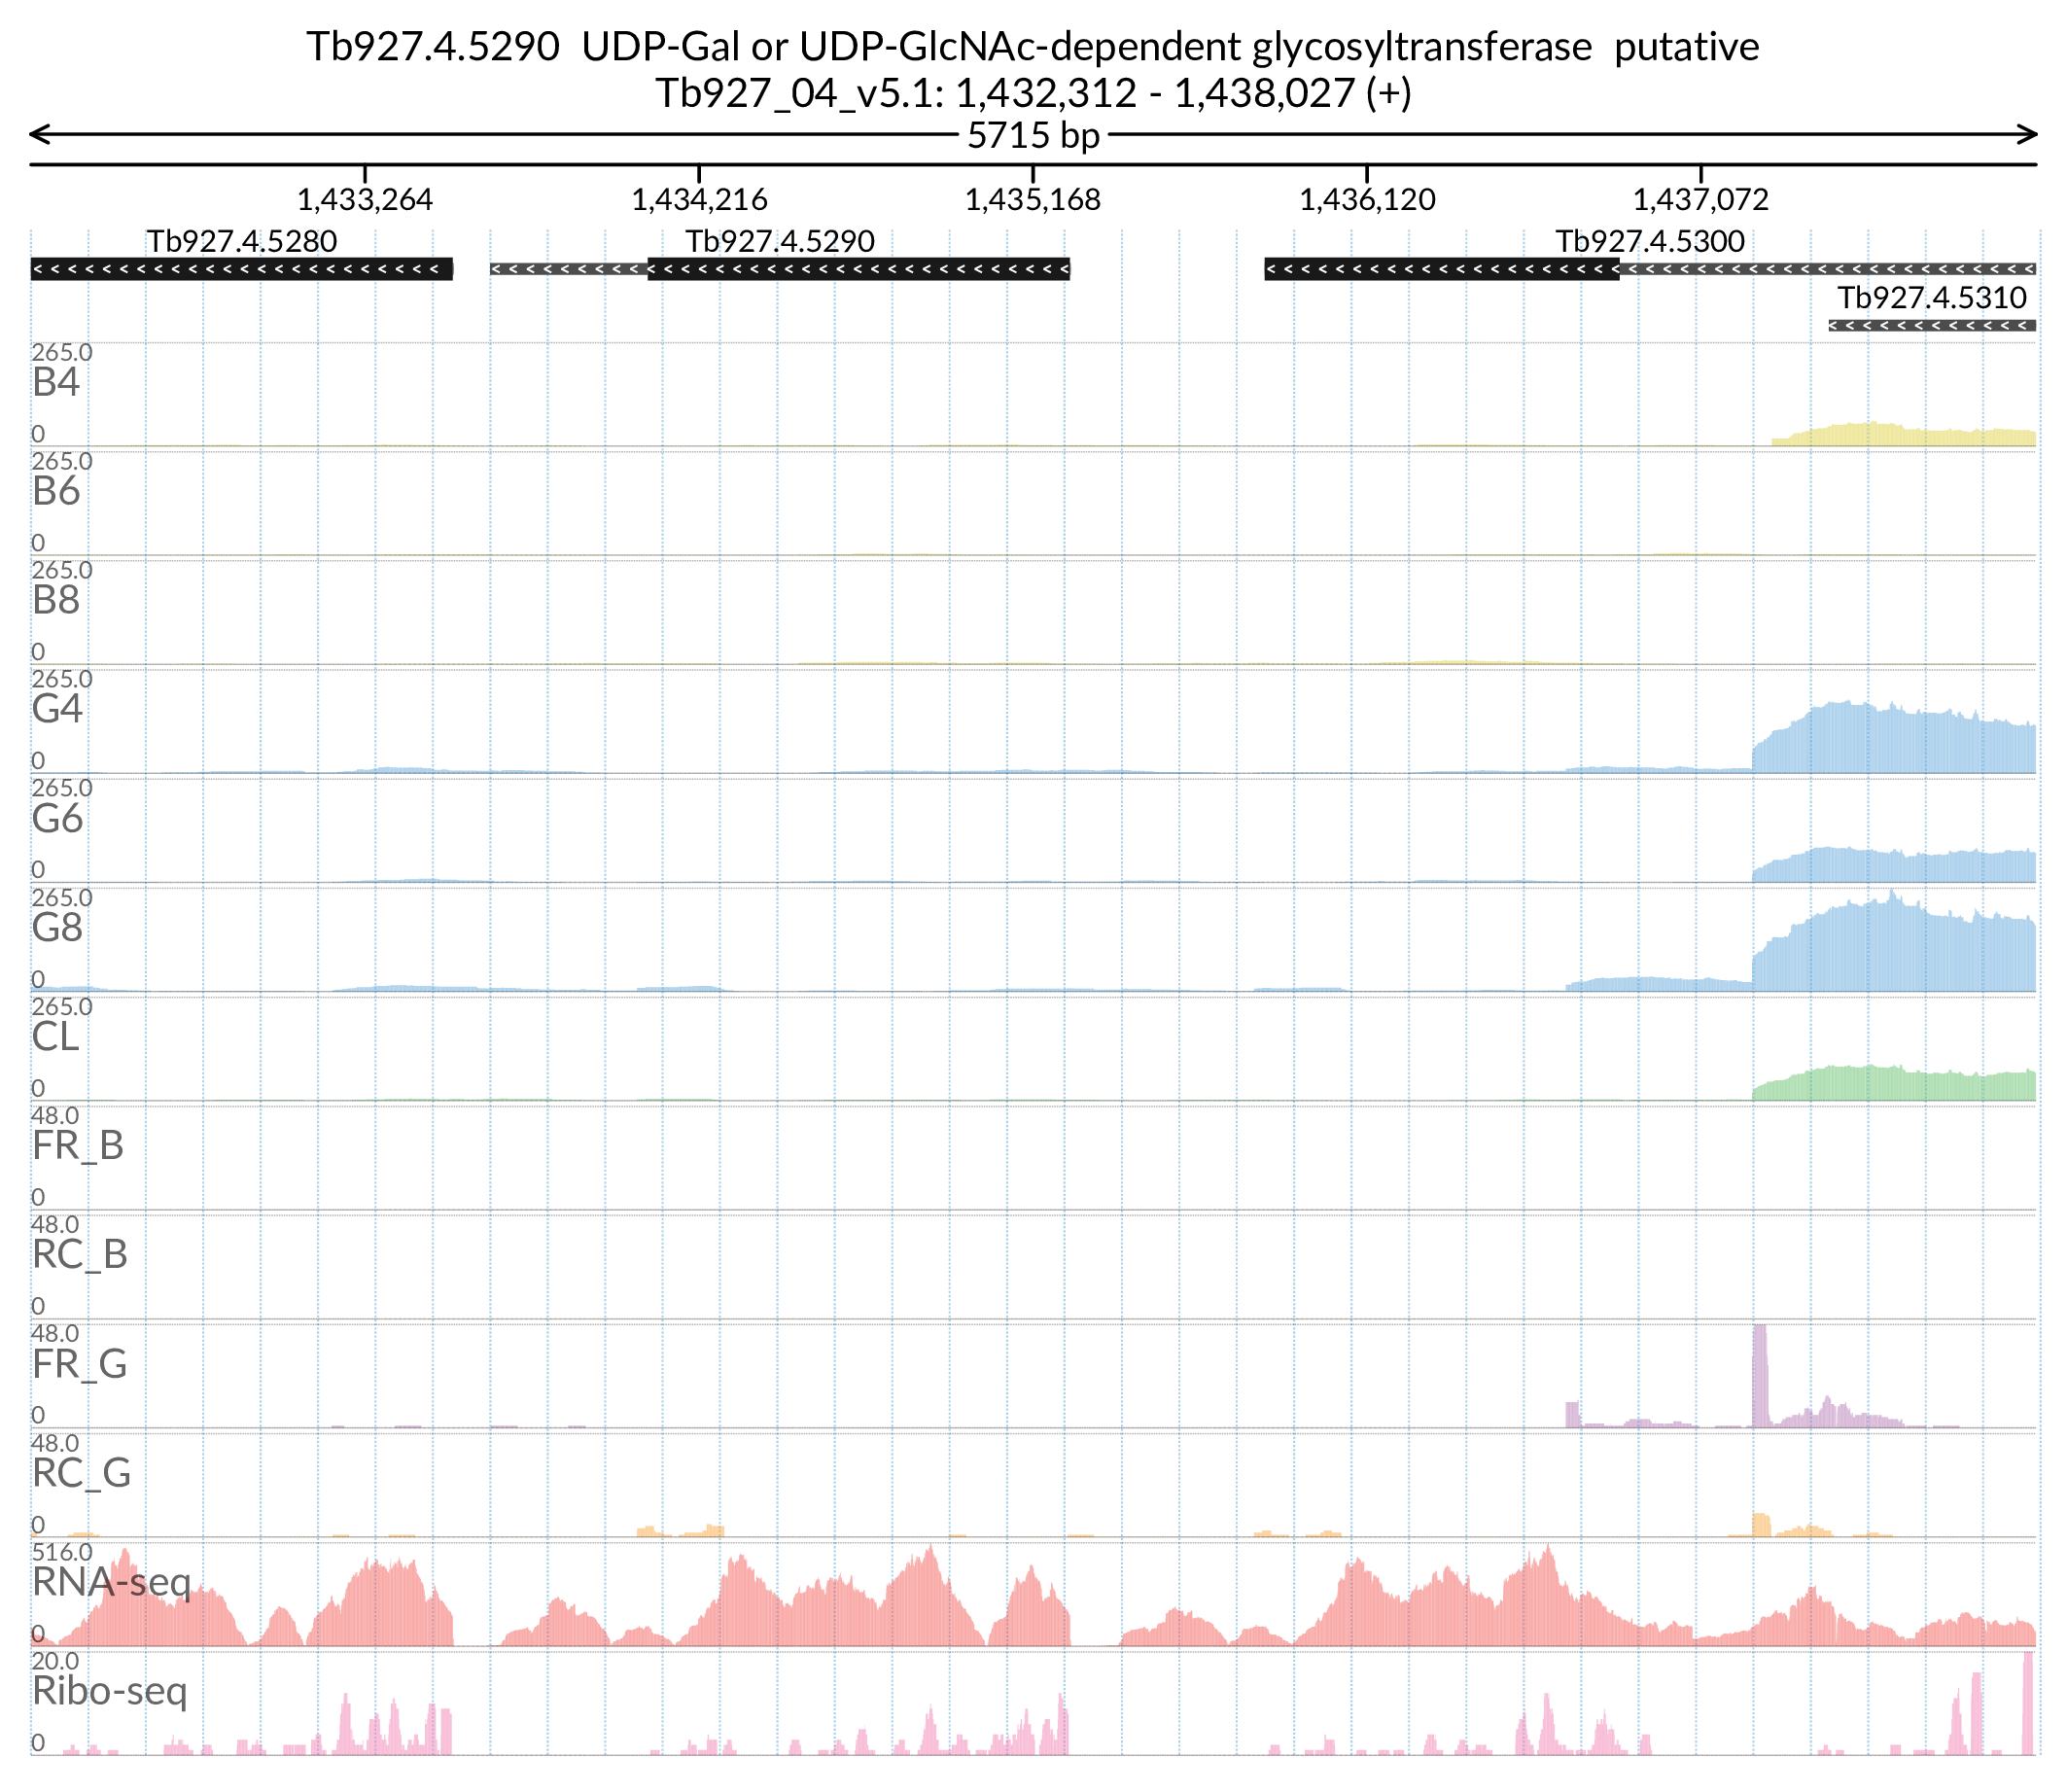 Tb927.4.5290 UDP-Gal or UDP-GlcNAc-dependent glycosyltransferase putative
Tb927_04_v5.1: 1,432,312 - 1,438,027 (+)
5715 bp
1,433,264 1,434,216 1,435,168 1,436,120 1,437,072
Tb927.4.5280 Tb927.4.5290 Tb927.4.5300
Tb927.4.5310
265.0
B4
0
265.0
B6
0
265.0
B8
0
265.0
G4
0
265.0
G6
0
265.0
G8
0
265.0
CL
0
48.0
FR_B
0
48.0
RC_B
0
48.0
FR_G
0
48.0
RC_G
0
516.0
RNA-seq
0
20.0
Ribo-seq
0